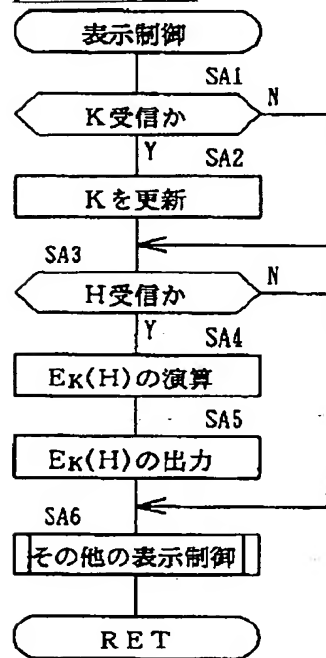 表示制御
SA1
K受信か
N
Y
SA2
Kを更新
SA3
H受信か
N
Y
SA4
EK(H)の演算
SA5
EK(H)の出力
SA6
その他の表示制御
RET